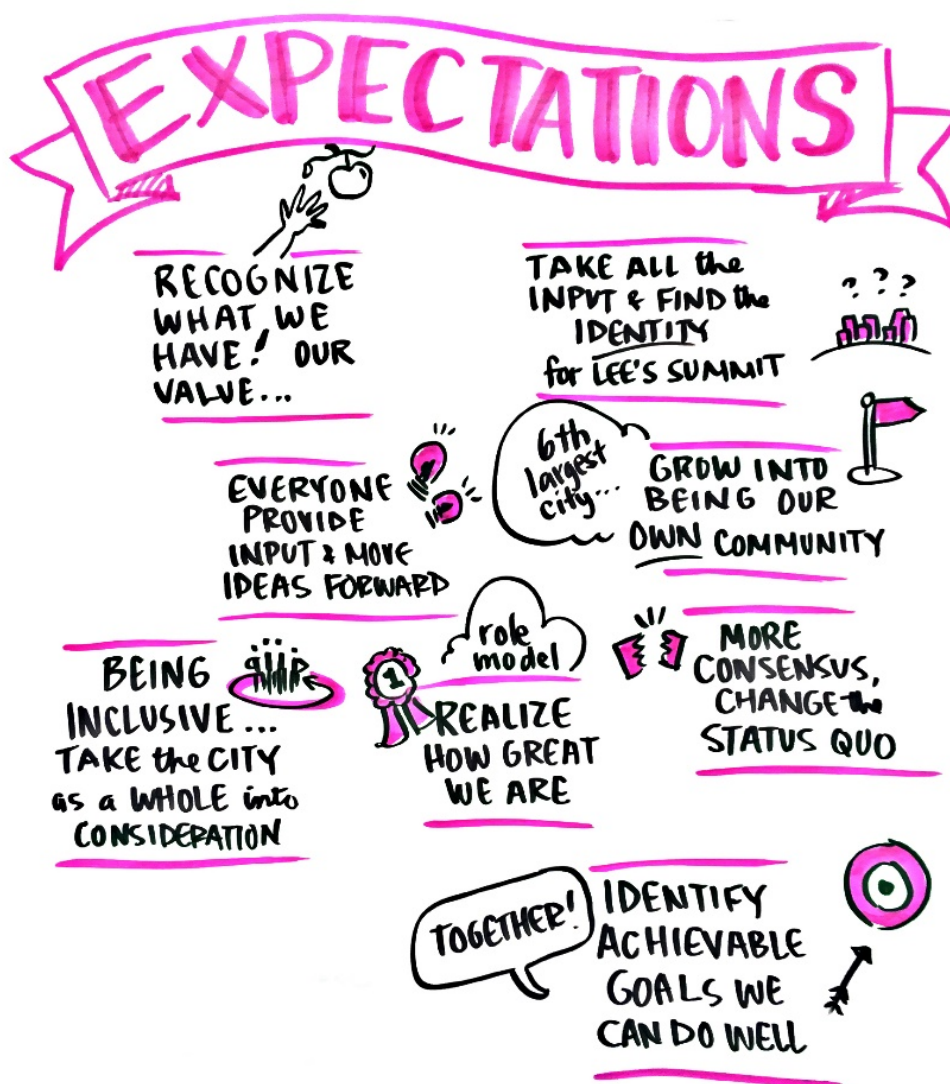 EXPECTATIONS
RECOGNIZE
WHAT WE
HAVE! OUR
VALUE...
TAKE ALL the
INPUT & FIND the
IDENTITY
for LEE'S SUMMIT
? ? ?
EVERYONE
PROVIDE
INPUT & MOVE
IDEAS FORWARD
6th
largest
city...
GROW INTO
BEING OUR
OWN COMMUNITY
BEING
INCLUSIVE...
TAKE the CITY
as a WHOLE into
CONSIDERATION
role
model
1
REALIZE
HOW GREAT
WE ARE
MORE
CONSENSUS,
CHANGE the
STATUS QUO
TOGETHER!
IDENTIFY
ACHIEVABLE
GOALS WE
CAN DO WELL